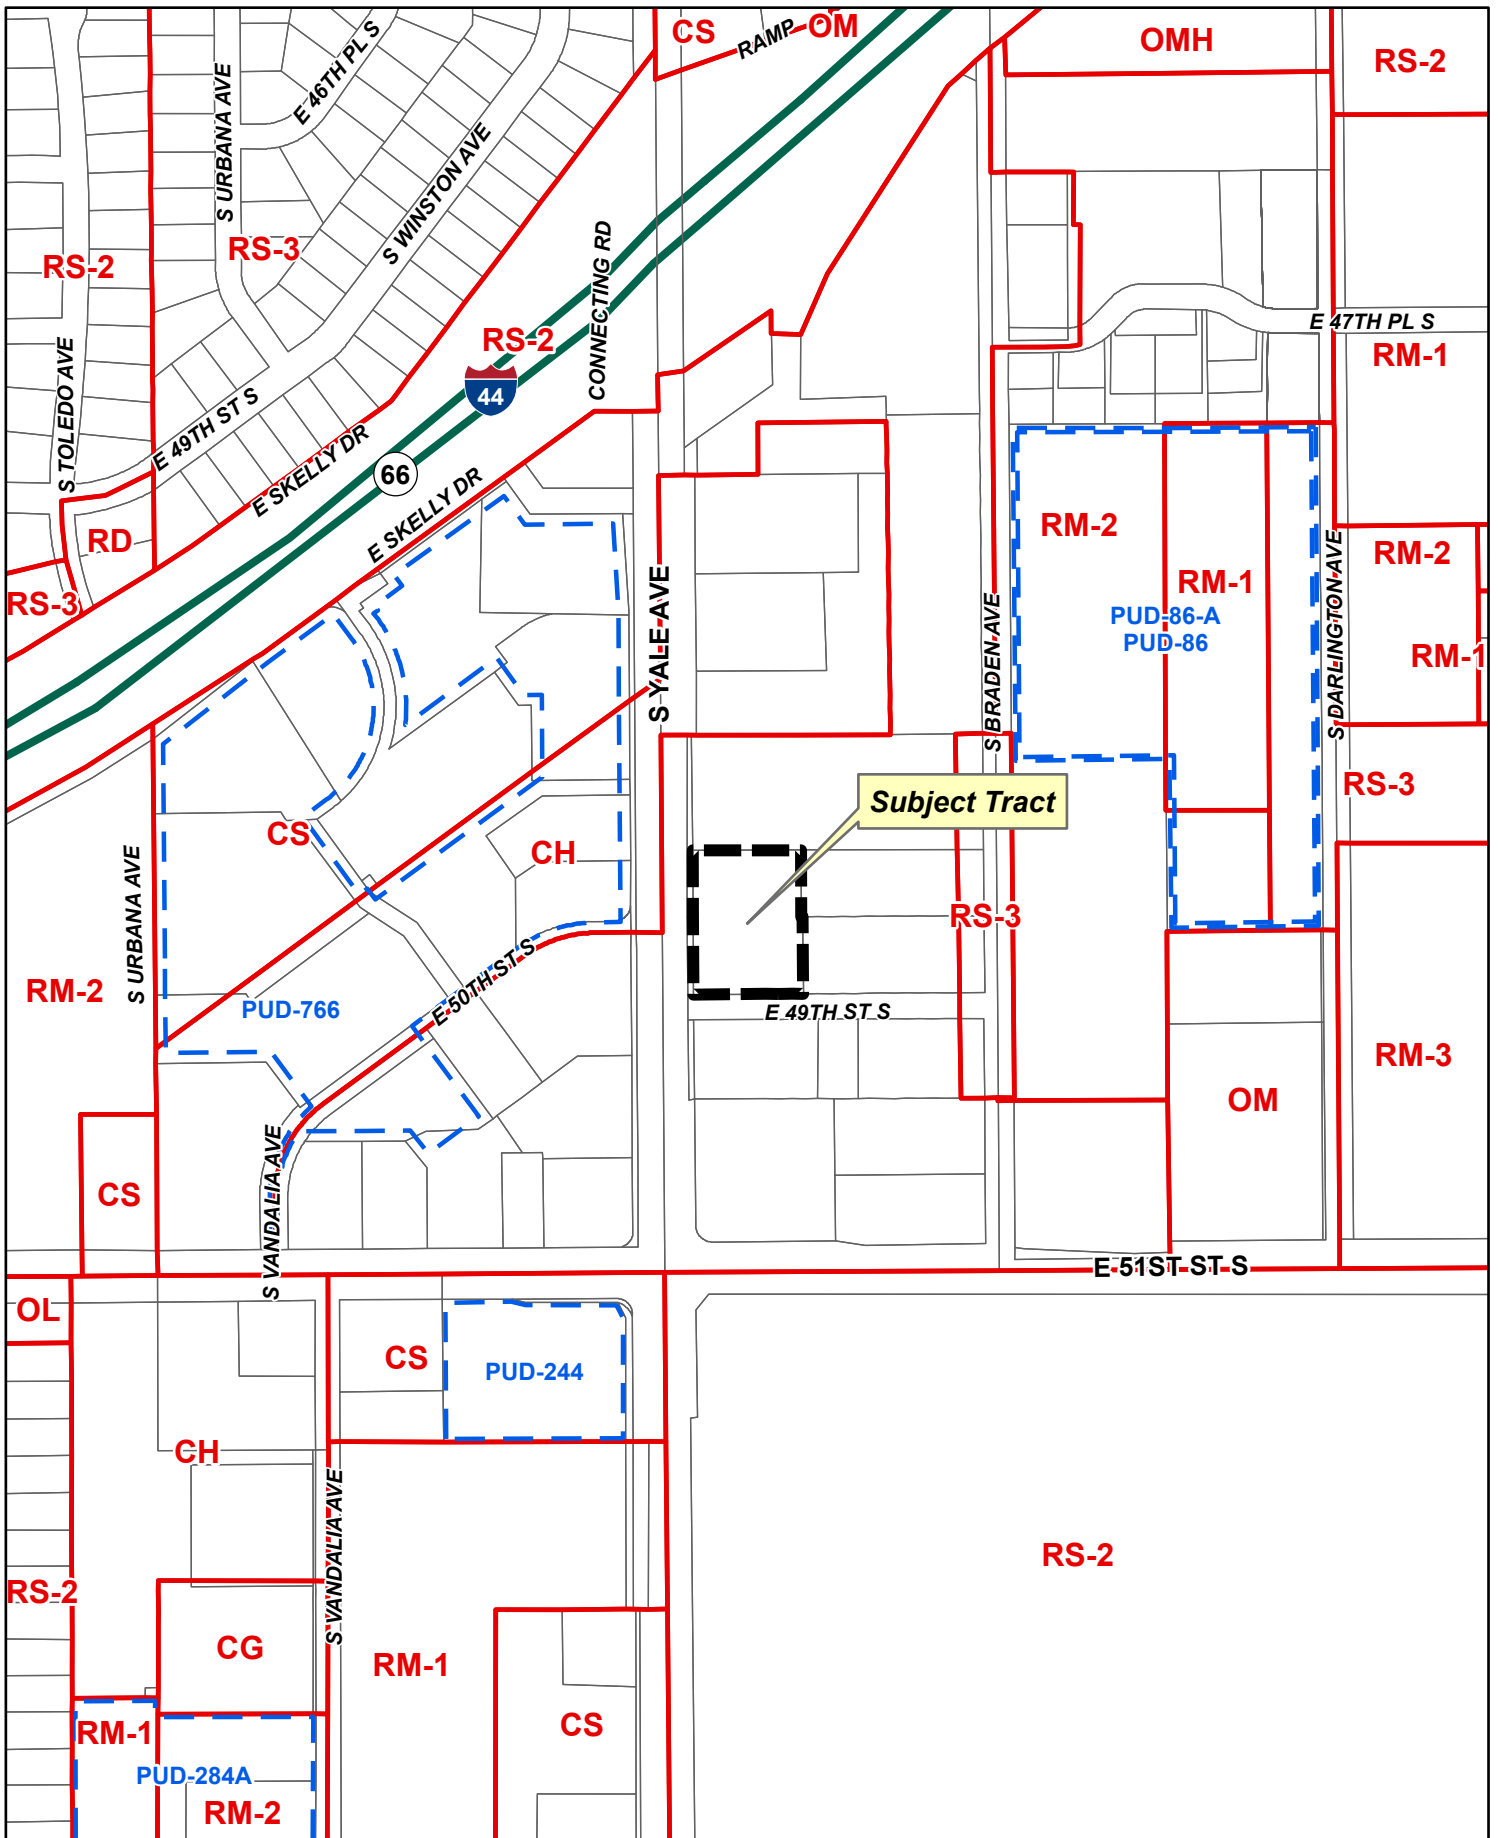 CS
RAMP
OM
OMH
RS-2
E 46TH PL S
S URBANA AVE
S WINSTON AVE
RS-3
RS-2
CONNECTING RD
RS-2
44
E 47TH PL S
RM-1
S TOLEDO AVE
E 49TH ST S
E SKELLY DR
66
E SKELLY DR
RD
RS-3
S YALE AVE
S BRADEN AVE
RM-2
RM-1
PUD-86-A
PUD-86
S DARLINGTON AVE
RM-2
RM-1
RS-3
Subject Tract
CS
CH
S URBANA AVE
RS-3
RM-2
PUD-766
E 50TH ST S
E 49TH ST S
RM-3
OM
CS
S VANDALIA AVE
E 51ST ST S
OL
CS
PUD-244
CH
S VANDALIA AVE
RS-2
RS-2
CG
RM-1
CS
RM-1
PUD-284A
RM-2